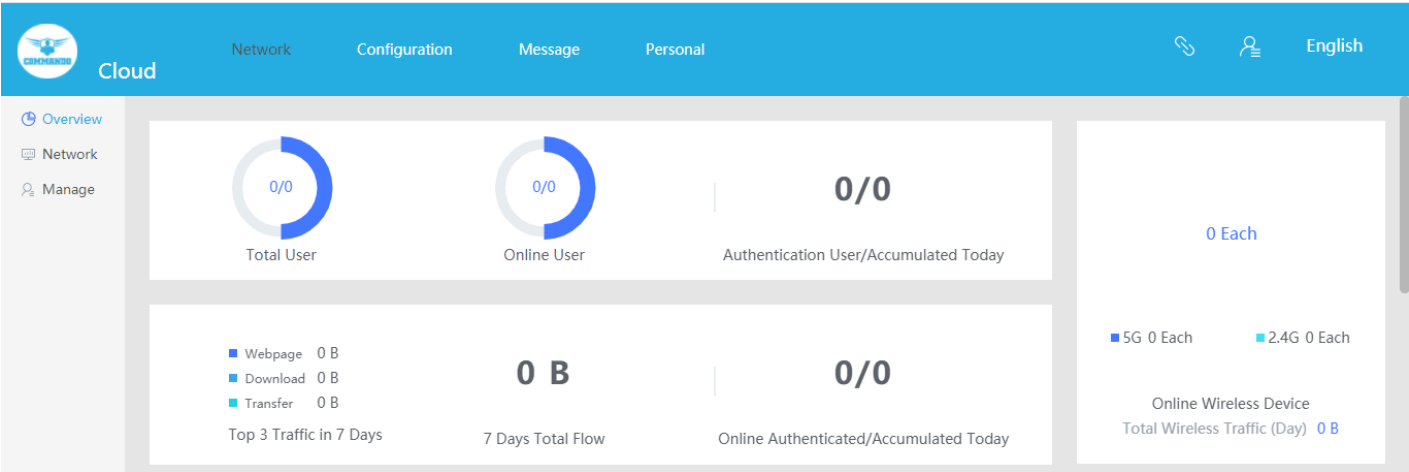 COMMANDO
Cloud
Network Configuration Message Personal English
Overview
Network
Manage
0/0 0/0 0/0
Total User Online User Authentication User/Accumulated Today
0 Each
5G 0 Each 2.4G 0 Each
Online Wireless Device
Total Wireless Traffic (Day) 0 B
Webpage 0 B
Download 0 B
Transfer 0 B
Top 3 Traffic in 7 Days
0 B
7 Days Total Flow
0/0
Online Authenticated/Accumulated Today